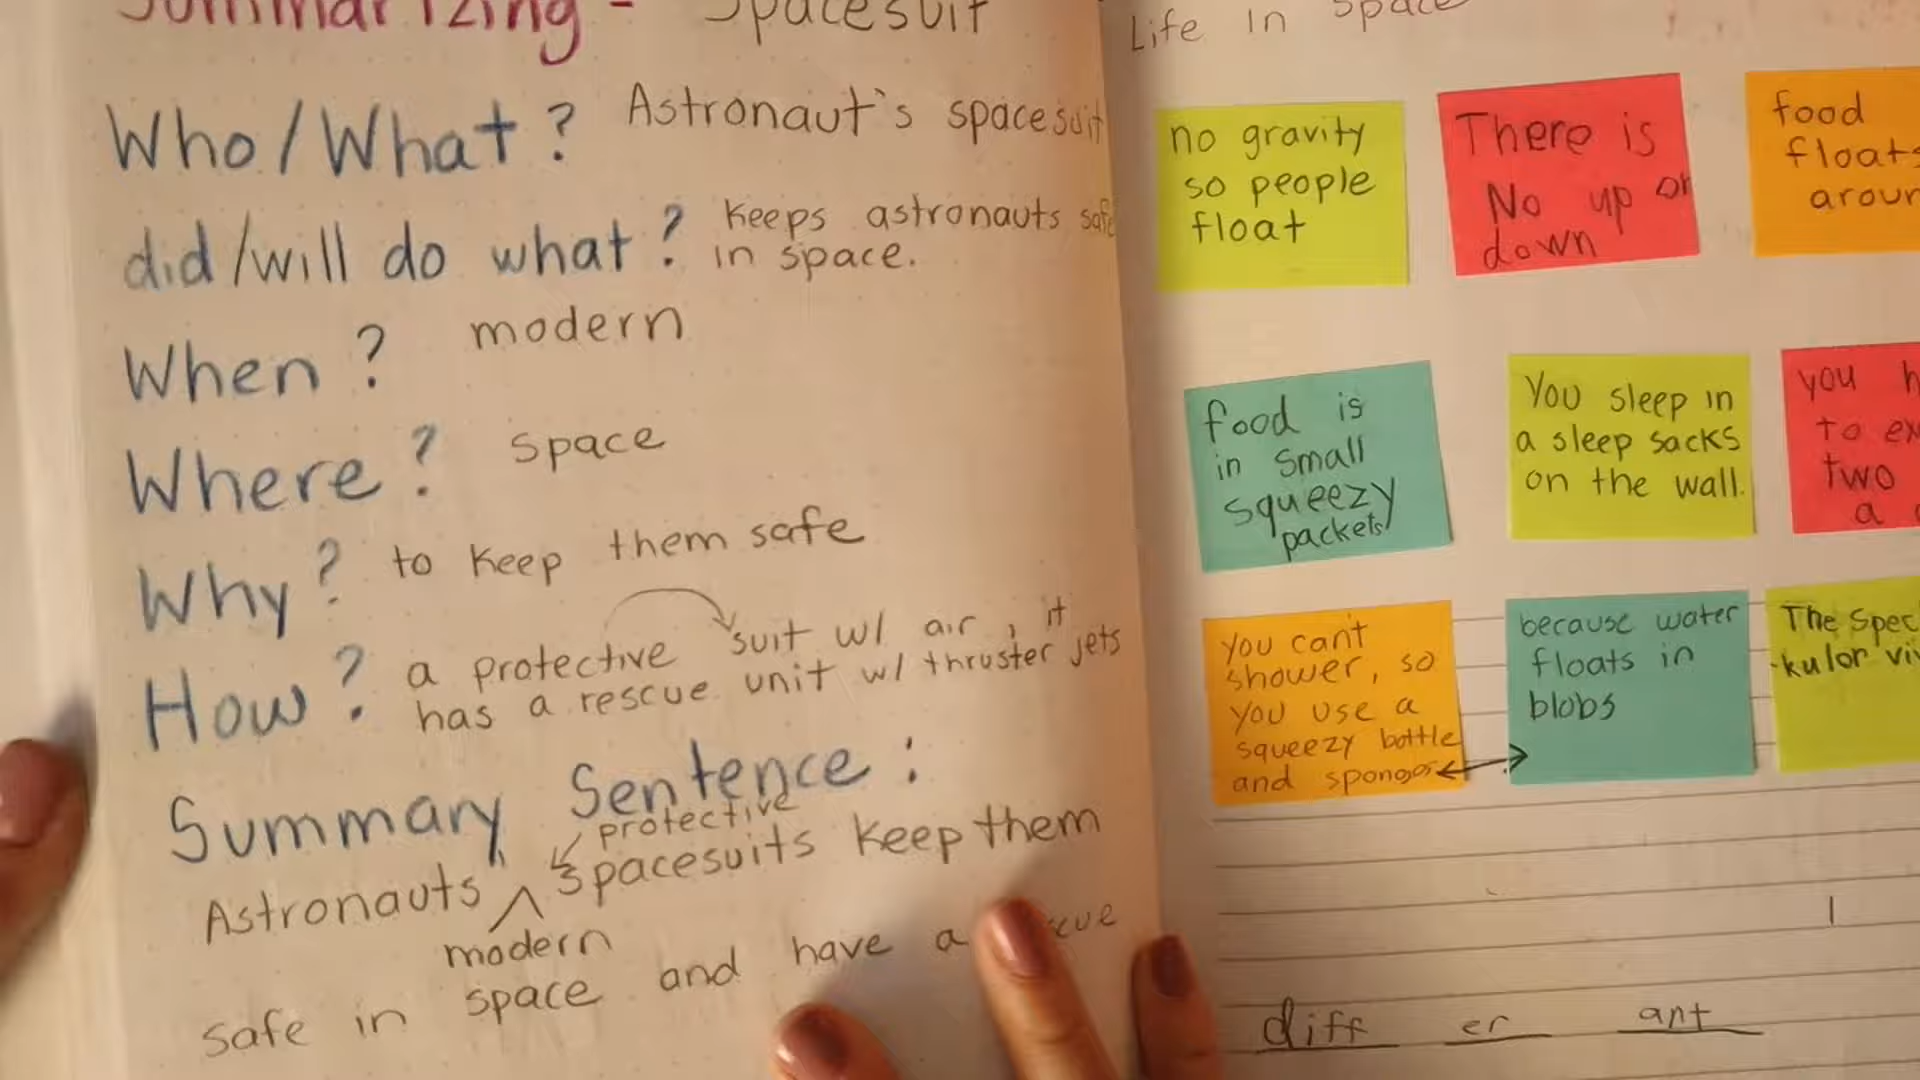 Summarizing - Spacesuit
Who/What? Astronaut's spacesuit
did/will do what? Keeps astronauts safe
in space.
When? modern
Where? space
Why? to keep them safe
How? a protective suit w/ air, it
has a rescue unit w/ thruster jets
Summary Sentence:
protective
Astronauts' spacesuits keep them
modern
safe in space and have a
Life in Space
no gravity
so people
float
There is
No up or
down
food
floats
food is
in small
squeezy
packets
You sleep in
a sleep sacks
on the wall.
you
to
two
a
you can't
shower, so
you use a
squeezy bottle
and
because water
floats in
blobs
The
diff er ant